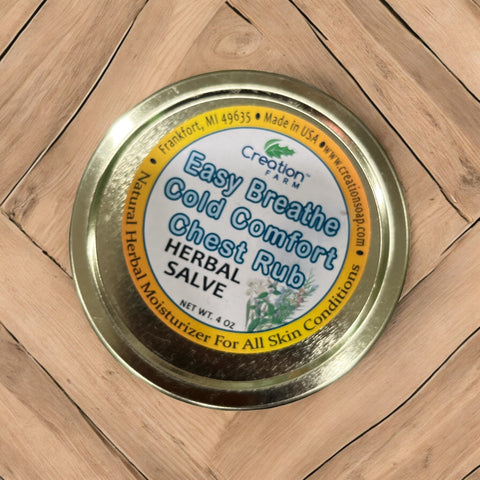 Frankfort, MI 49635 • Made in USA • www.creationsoap.com •
Creation™
FARM
Easy Breathe
Cold Comfort
Chest Rub
HERBAL
SALVE
NET WT. 4 OZ
Natural Herbal Moisturizer For All Skin Conditions